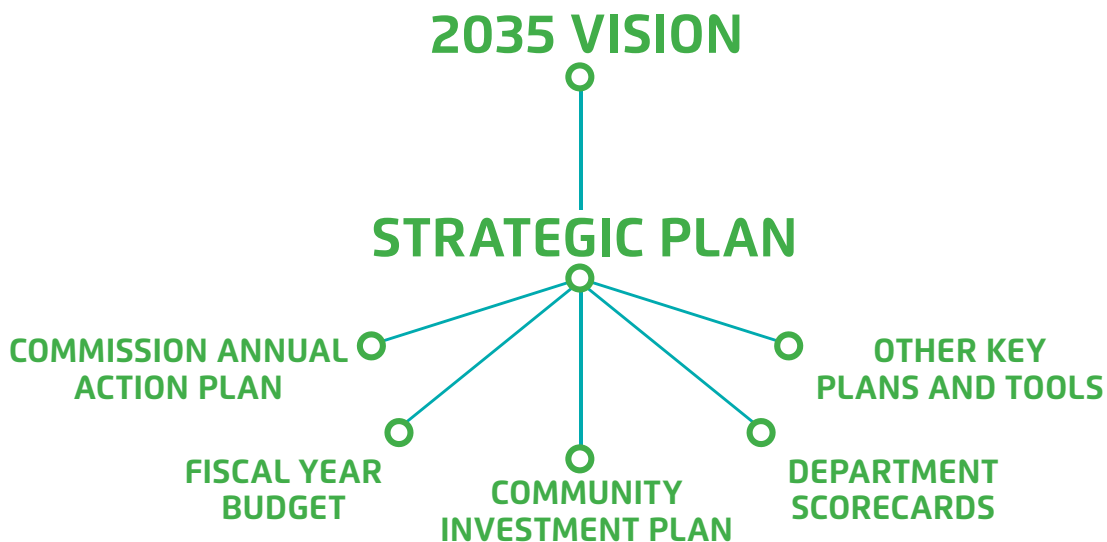 2035 VISION
STRATEGIC PLAN
COMMISSION ANNUAL
ACTION PLAN
OTHER KEY
PLANS AND TOOLS
FISCAL YEAR
BUDGET
COMMUNITY
INVESTMENT PLAN
DEPARTMENT
SCORECARDS